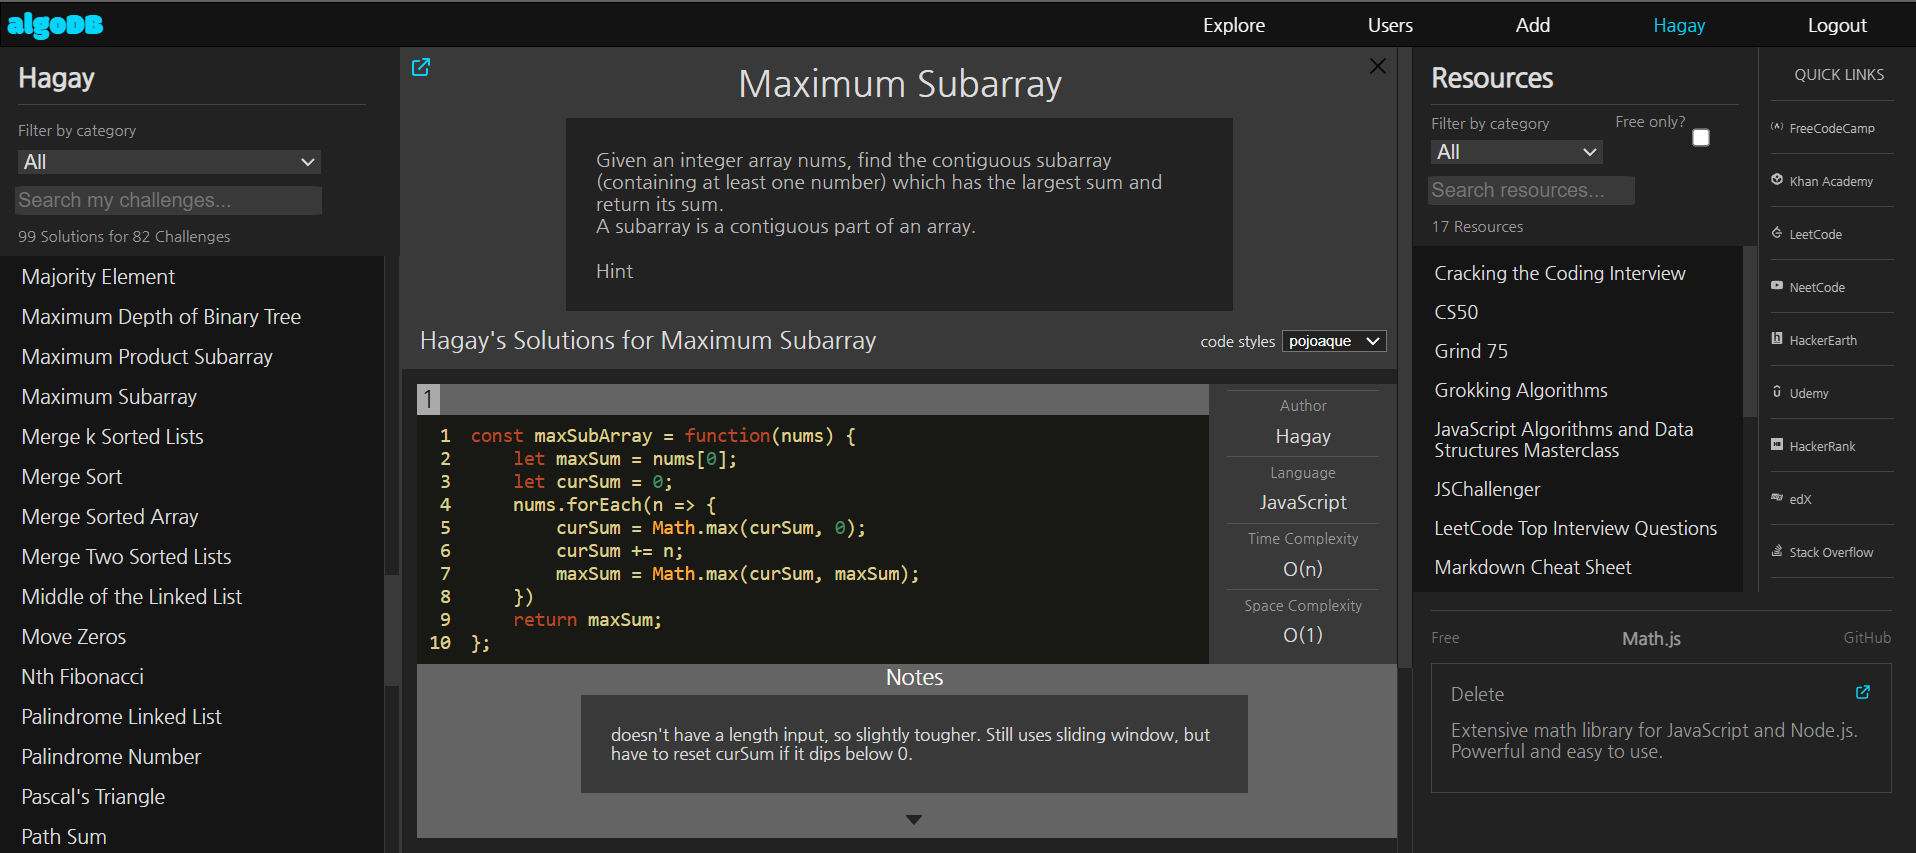 algoDB
Explore
Users
Add
Hagay
Logout
Hagay
Filter by category
All
Search my challenges...
99 Solutions for 82 Challenges
Majority Element
Maximum Depth of Binary Tree
Maximum Product Subarray
Maximum Subarray
Merge k Sorted Lists
Merge Sort
Merge Sorted Array
Merge Two Sorted Lists
Middle of the Linked List
Move Zeros
Nth Fibonacci
Palindrome Linked List
Palindrome Number
Pascal's Triangle
Path Sum
Maximum Subarray
Given an integer array nums, find the contiguous subarray
(containing at least one number) which has the largest sum and
return its sum.
A subarray is a contiguous part of an array.
Hint
Hagay's Solutions for Maximum Subarray
code styles
pojoaque
1
1 const maxSubArray = function(nums) {
2     let maxSum = nums[0];
3     let curSum = 0;
4     nums.forEach(n => {
5         curSum = Math.max(curSum, 0);
6         curSum += n;
7         maxSum = Math.max(curSum, maxSum);
8     })
9     return maxSum;
10 };
Author
Hagay
Language
JavaScript
Time Complexity
O(n)
Space Complexity
O(1)
Notes
doesn't have a length input, so slightly tougher. Still uses sliding window, but
have to reset curSum if it dips below 0.
Resources
Filter by category
Free only?
All
Search resources...
17 Resources
Cracking the Coding Interview
CS50
Grind 75
Grokking Algorithms
JavaScript Algorithms and Data
Structures Masterclass
JSChallenger
LeetCode Top Interview Questions
Markdown Cheat Sheet
QUICK LINKS
FreeCodeCamp
Khan Academy
LeetCode
NeetCode
HackerEarth
Udemy
HackerRank
edX
Stack Overflow
Free
Math.js
GitHub
Delete
Extensive math library for JavaScript and Node.js.
Powerful and easy to use.